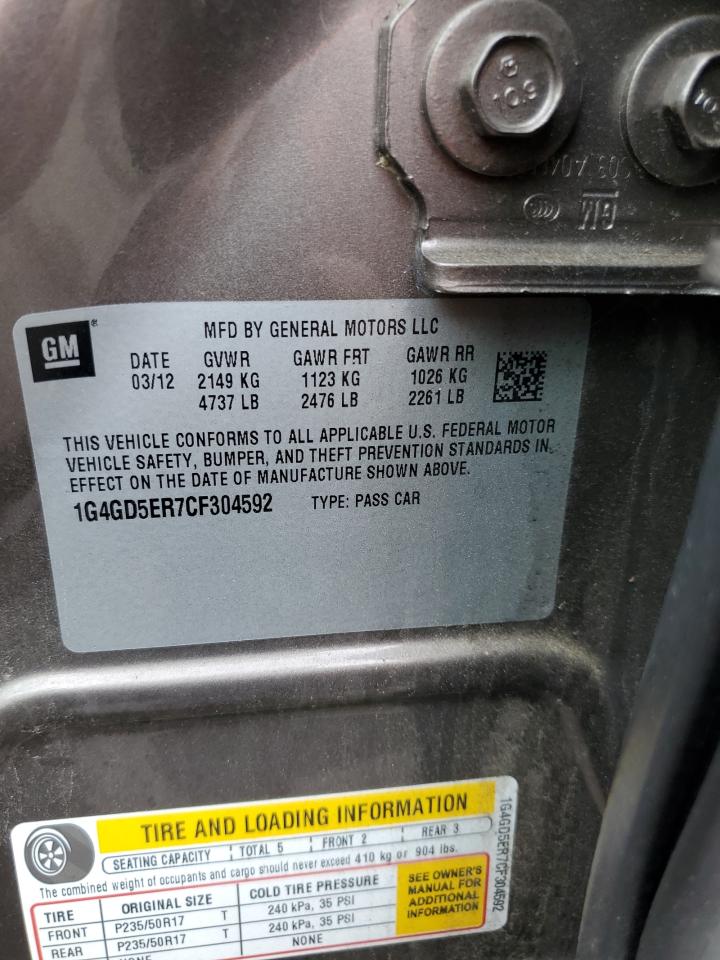 8
10.9
10.
GM
GM®
MFD BY GENERAL MOTORS LLC
DATE GVWR GAWR FRT GAWR RR
03/12 2149 KG 1123 KG 1026 KG
4737 LB 2476 LB 2261 LB
THIS VEHICLE CONFORMS TO ALL APPLICABLE U.S. FEDERAL MOTOR
VEHICLE SAFETY, BUMPER, AND THEFT PREVENTION STANDARDS IN
EFFECT ON THE DATE OF MANUFACTURE SHOWN ABOVE.
1G4GD5ER7CF304592 TYPE: PASS CAR
TIRE AND LOADING INFORMATION
SEATING CAPACITY TOTAL 5 FRONT 2 REAR 3
The combined weight of occupants and cargo should never exceed 410 kg or 904 lbs.
TIRE ORIGINAL SIZE COLD TIRE PRESSURE
FRONT P235/50R17 T 240 kPa, 35 PSI
REAR P235/50R17 T 240 kPa, 35 PSI
NONE NONE
SEE OWNER'S
MANUAL FOR
ADDITIONAL
INFORMATION
1G4GD5ER7CF304592